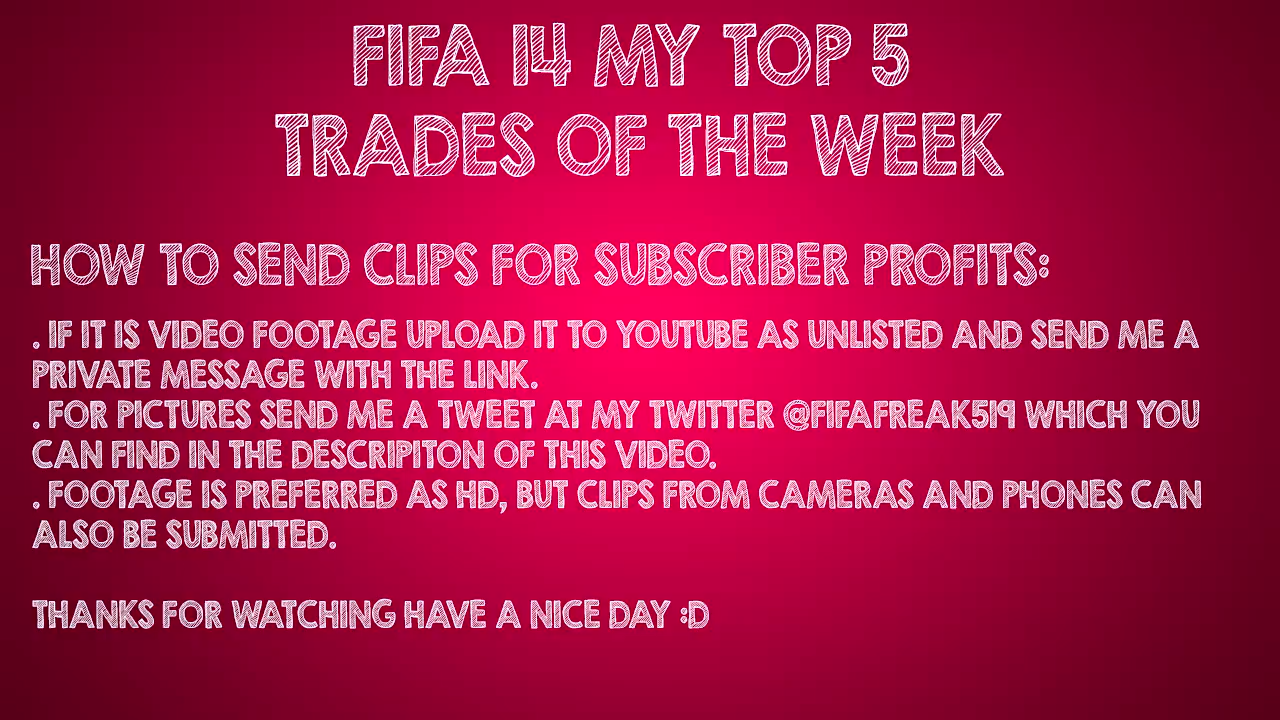 FIFA 14 MY TOP 5
TRADES OF THE WEEK
HOW TO SEND CLIPS FOR SUBSCRIBER PROFITS:
. IF IT IS VIDEO FOOTAGE UPLOAD IT TO YOUTUBE AS UNLISTED AND SEND ME A
PRIVATE MESSAGE WITH THE LINK.
. FOR PICTURES SEND ME A TWEET AT MY TWITTER @FIFAFREAK519 WHICH YOU
CAN FIND IN THE DESCRIPITON OF THIS VIDEO.
. FOOTAGE IS PREFERRED AS HD, BUT CLIPS FROM CAMERAS AND PHONES CAN
ALSO BE SUBMITTED.
THANKS FOR WATCHING HAVE A NICE DAY :D